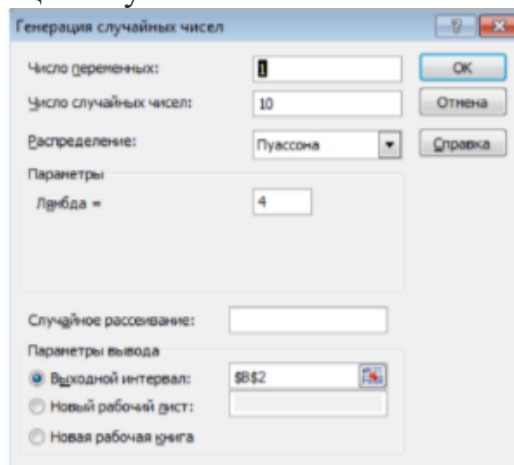 Генерация случайных чисел
Число переменных: 1 ОК
Число случайных чисел: 10 Отмена
Распределение: Пуассона Справка
Параметры
Лямбда = 4
Случайное рассеивание:
Параметры вывода
Выходной интервал: $B$2
Новый рабочий лист:
Новая рабочая книга